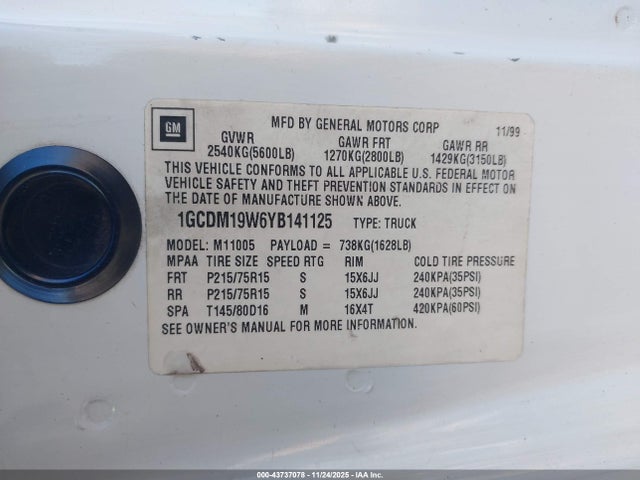 GM
MFD BY GENERAL MOTORS CORP 11/99
GVWR GAWR FRT GAWR RR
2540KG(5600LB) 1270KG(2800LB) 1429KG(3150LB)
THIS VEHICLE CONFORMS TO ALL APPLICABLE U.S. FEDERAL MOTOR
VEHICLE SAFETY AND THEFT PREVENTION STANDARDS IN EFFECT ON
THE DATE OF MANUFACTURE SHOWN ABOVE.
1GCDM19W6YB141125 TYPE: TRUCK
MODEL: M11005 PAYLOAD = 738KG(1628LB)
MPAA TIRE SIZE SPEED RTG RIM COLD TIRE PRESSURE
FRT P215/75R15 S 15X6JJ 240KPA(35PSI)
RR P215/75R15 S 15X6JJ 240KPA(35PSI)
SPA T145/80D16 M 16X4T 420KPA(60PSI)
SEE OWNER'S MANUAL FOR MORE INFORMATION.
000-43737078 - 11/24/2025 - IAAI.com